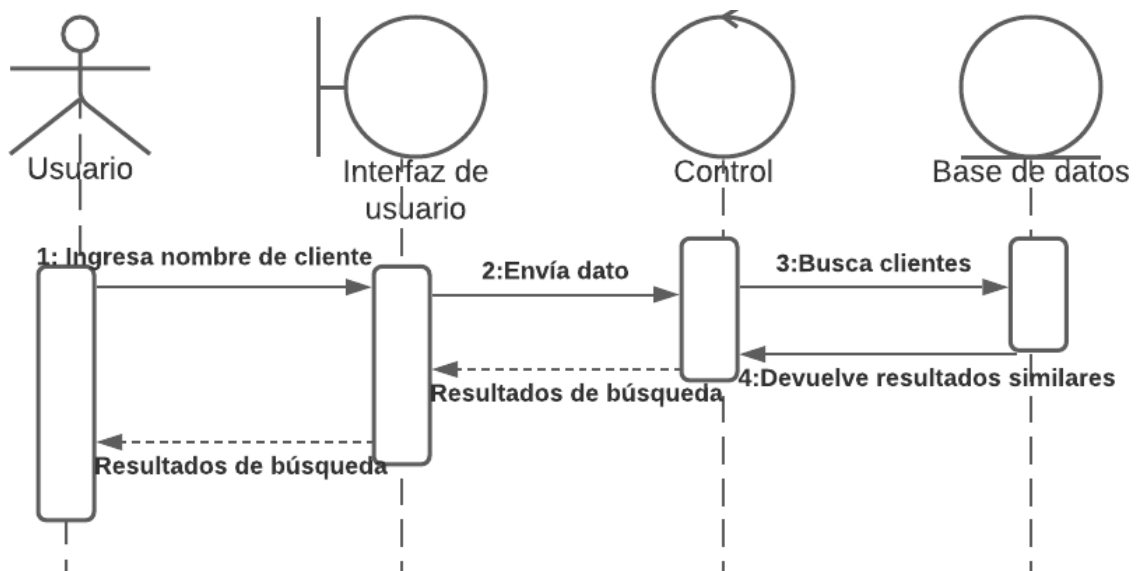 Usuario
Interfaz de
usuario
Control
Base de datos
1: Ingresa nombre de cliente
2:Envía dato
3:Busca clientes
4:Devuelve resultados similares
Resultados de búsqueda
Resultados de búsqueda